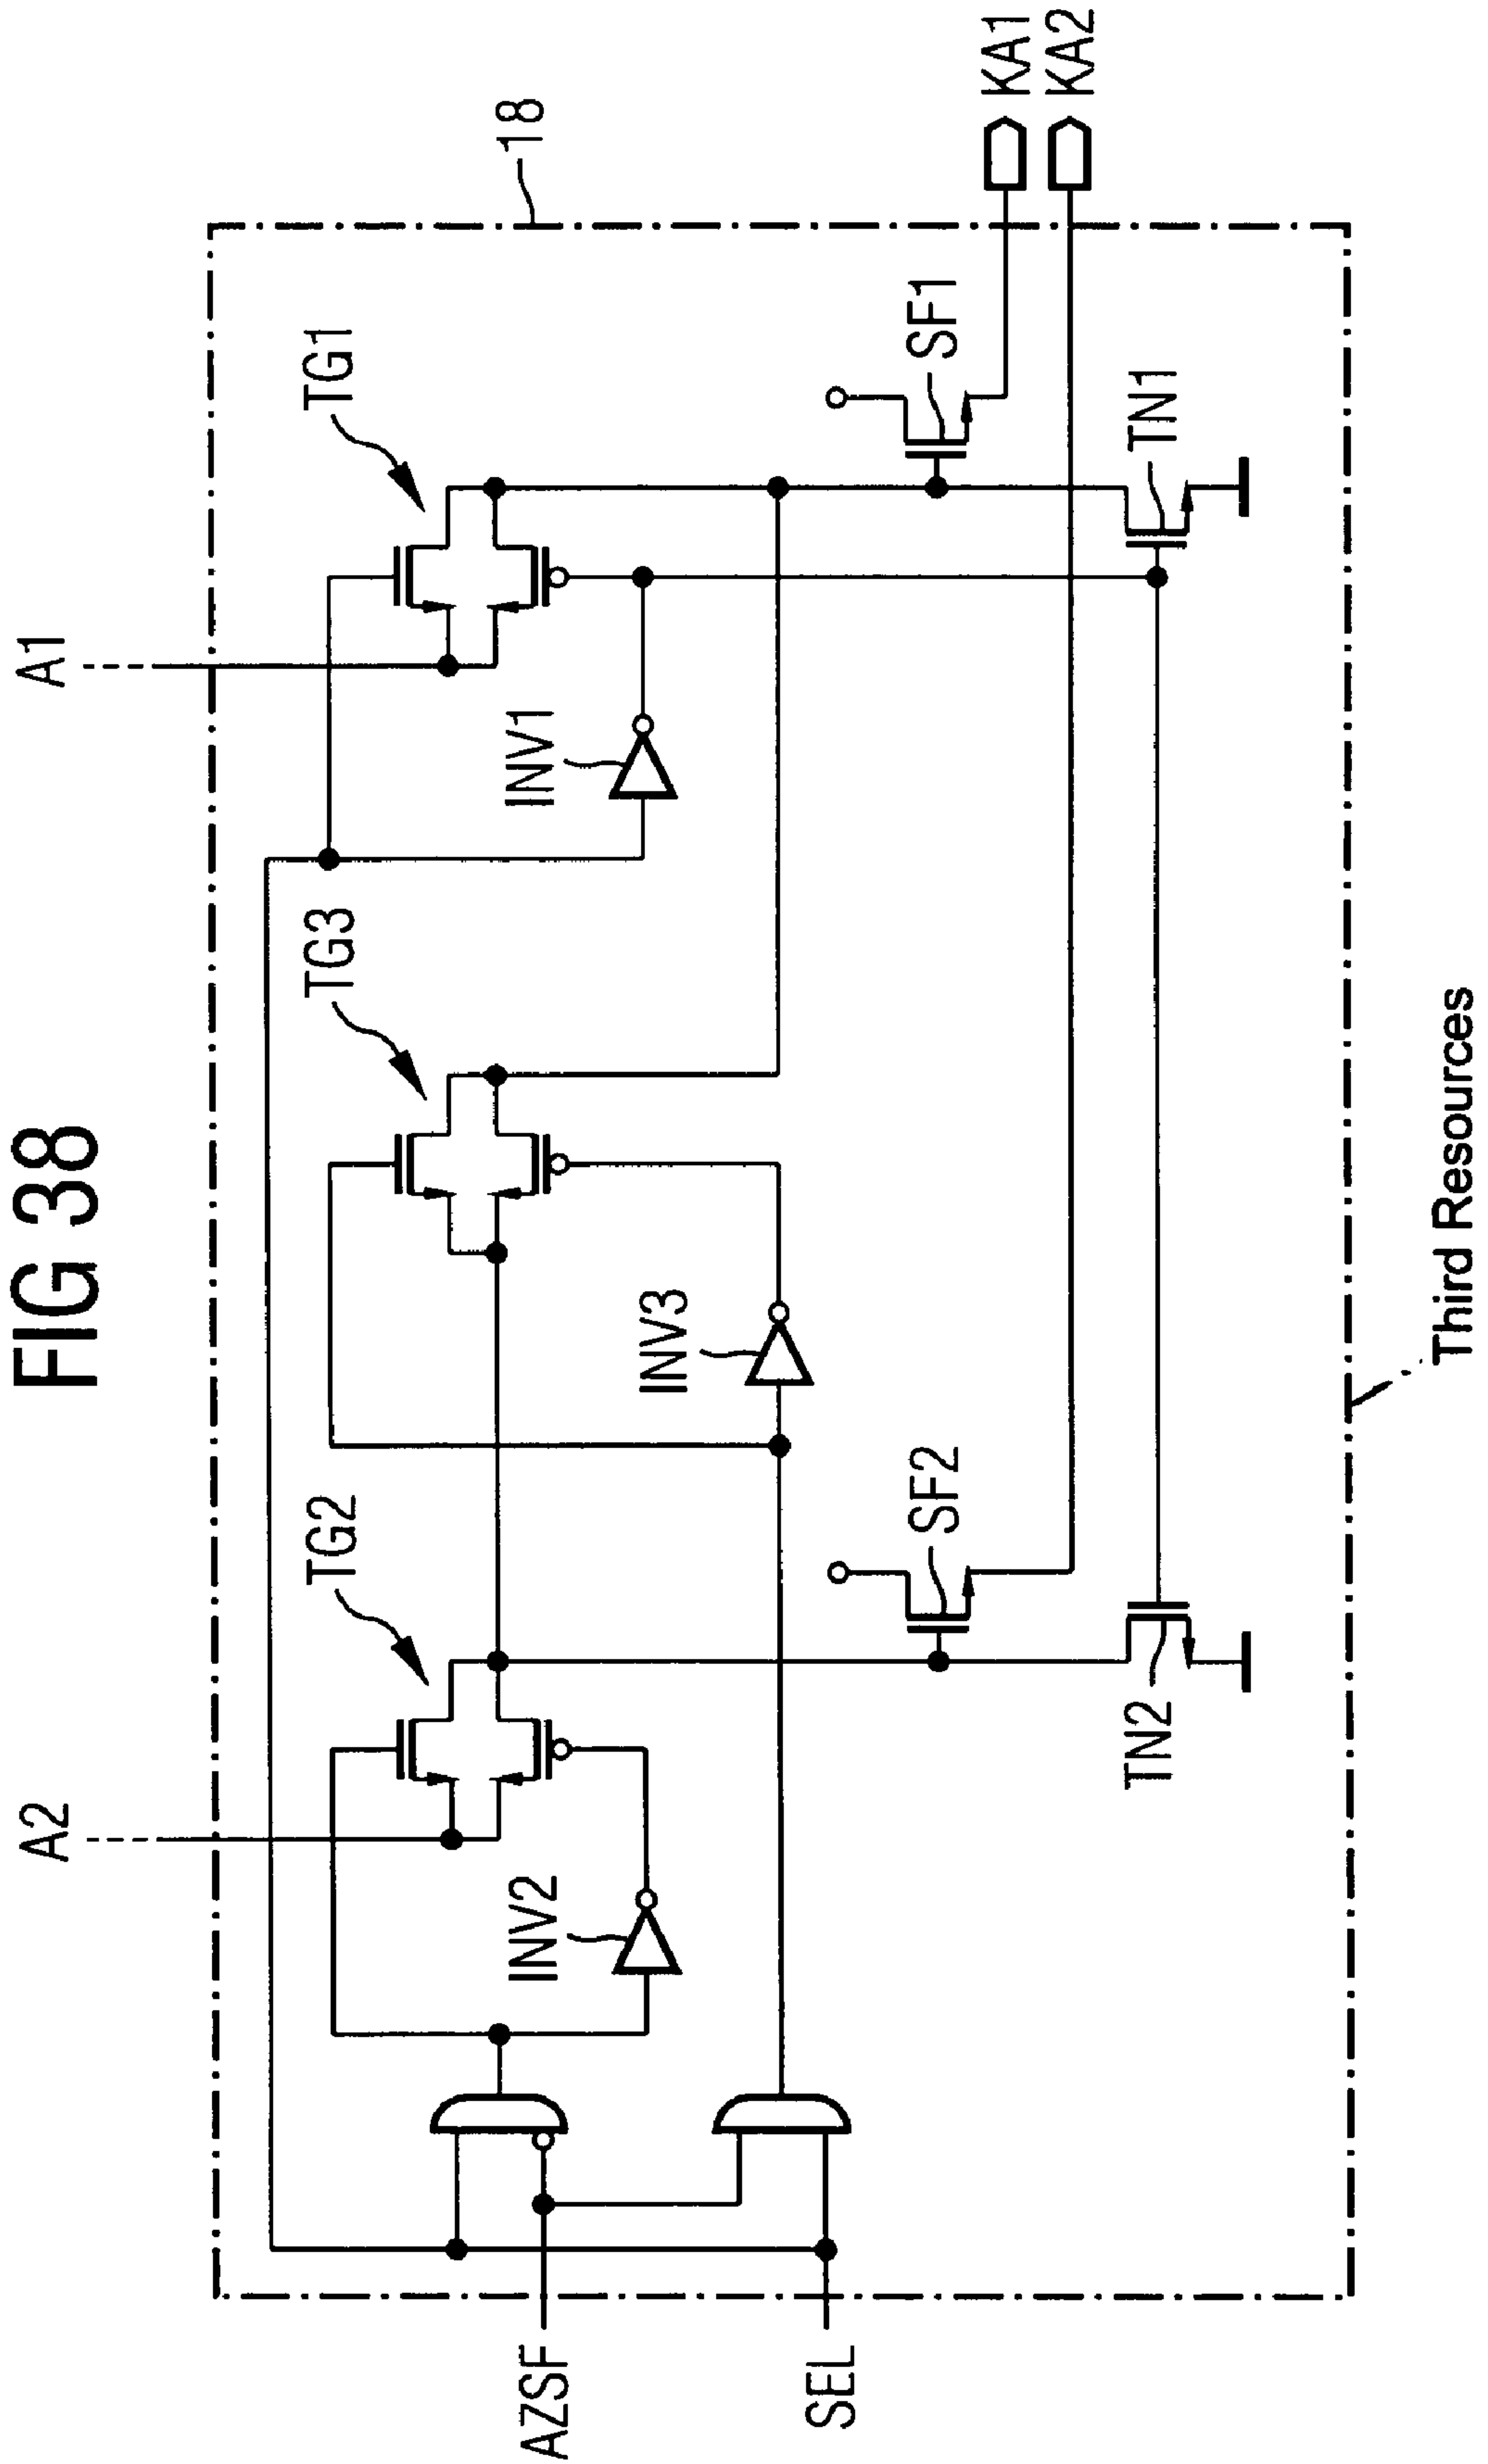 FIG 38
A2
A1
18
TG2
TG3
TG1
INV2
INV3
INV1
AZSF
SEL
SF2
SF1
KA1
KA2
TN2
TN1
Third Resources